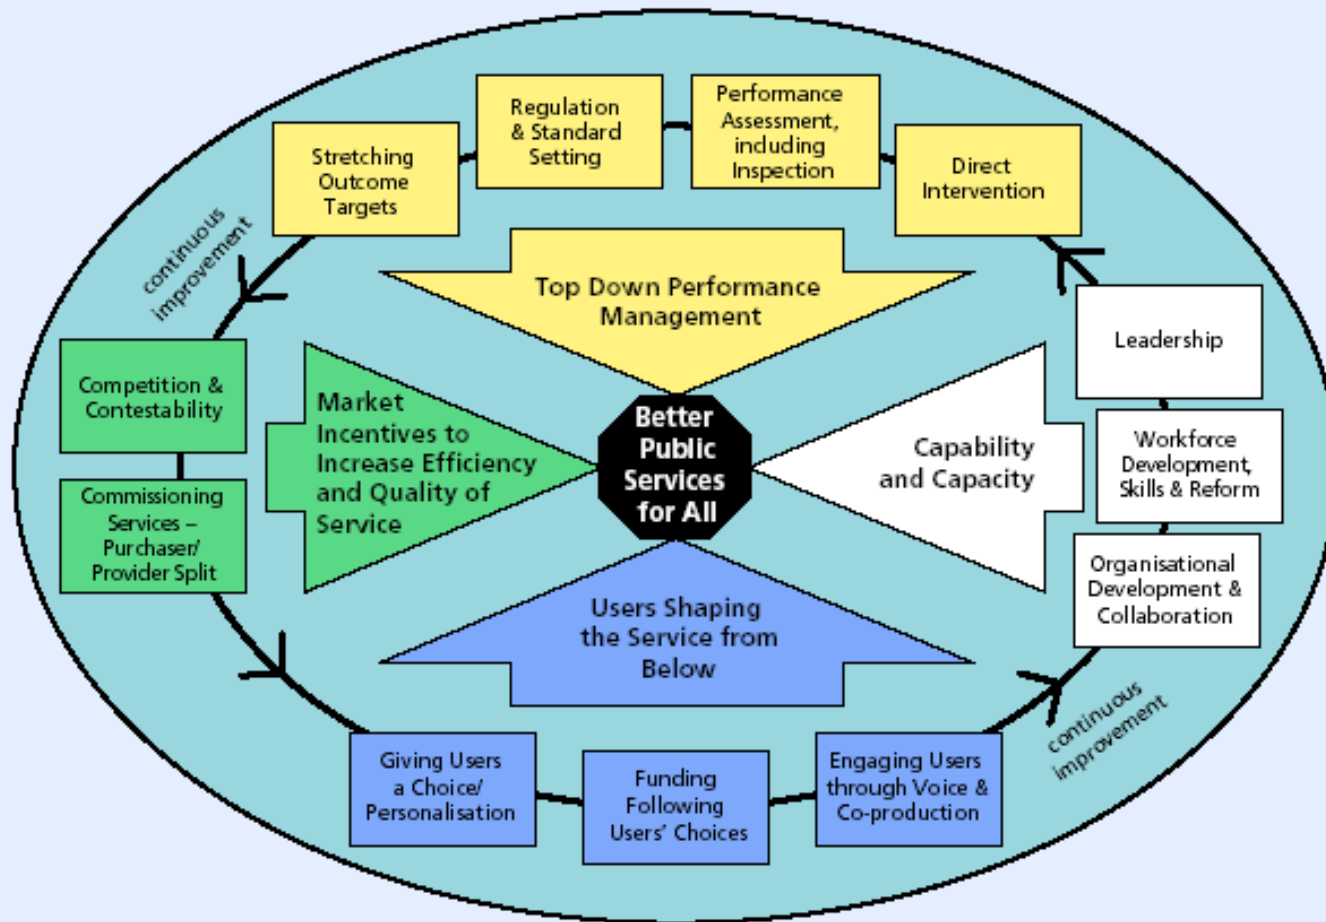 Regulation
& Standard
Setting
Performance
Assessment,
including
Inspection
Stretching
Outcome
Targets
Direct
Intervention
continuous
improvement
Top Down Performance
Management
Leadership
Competition &
Contestability
Market
Incentives to
Increase Efficiency
and Quality of
Service
Better
Public
Services
for All
Capability
and Capacity
Workforce
Development,
Skills & Reform
Commissioning
Services –
Purchaser/
Provider Split
Organisational
Development &
Collaboration
Users Shaping
the Service from
Below
continuous
improvement
Giving Users
a Choice/
Personalisation
Funding
Following
Users’ Choices
Engaging Users
through Voice &
Co-production